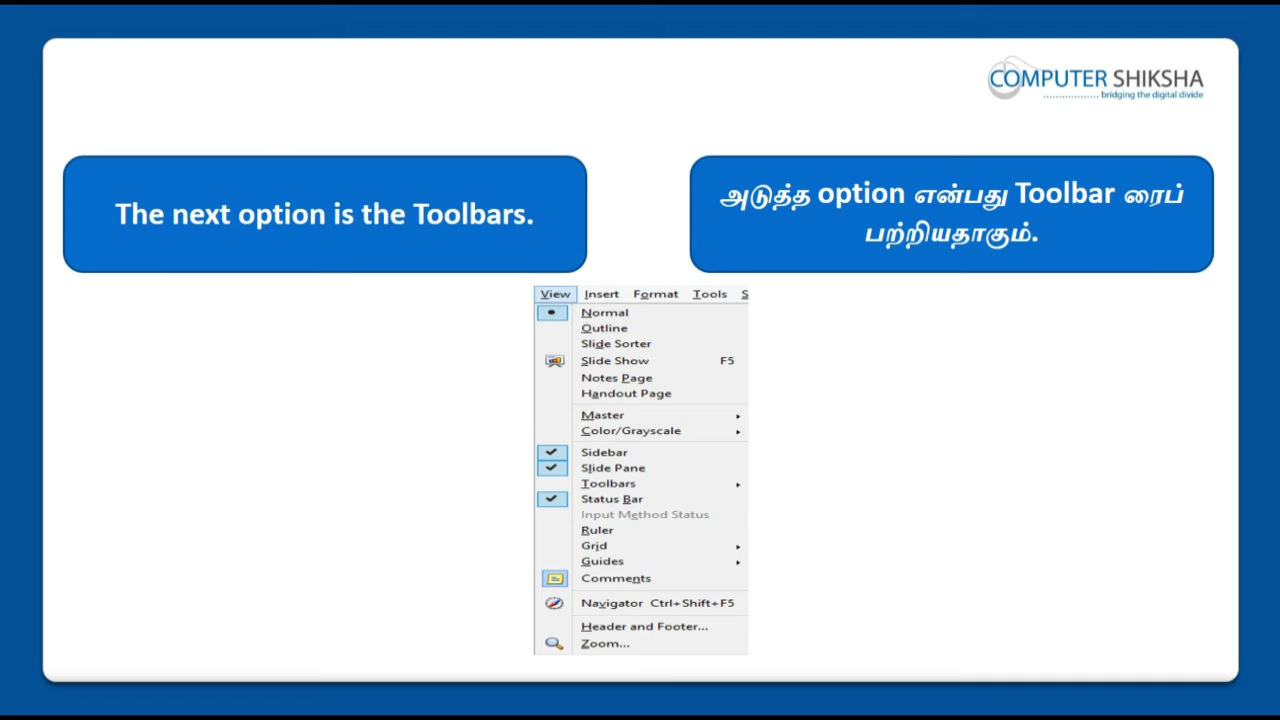 COMPUTER SHIKSHA
bridging the digital divide
The next option is the Toolbars.
அடுத்த option என்பது Toolbar ரைப்
பற்றியதாகும்.
View Insert Format Tools S
Normal
Outline
Slide Sorter
Slide Show F5
Notes Page
Handout Page
Master
Color/Grayscale
Sidebar
Slide Pane
Toolbars
Status Bar
Input Method Status
Ruler
Grid
Guides
Comments
Navigator Ctrl+Shift+F5
Header and Footer...
Zoom...